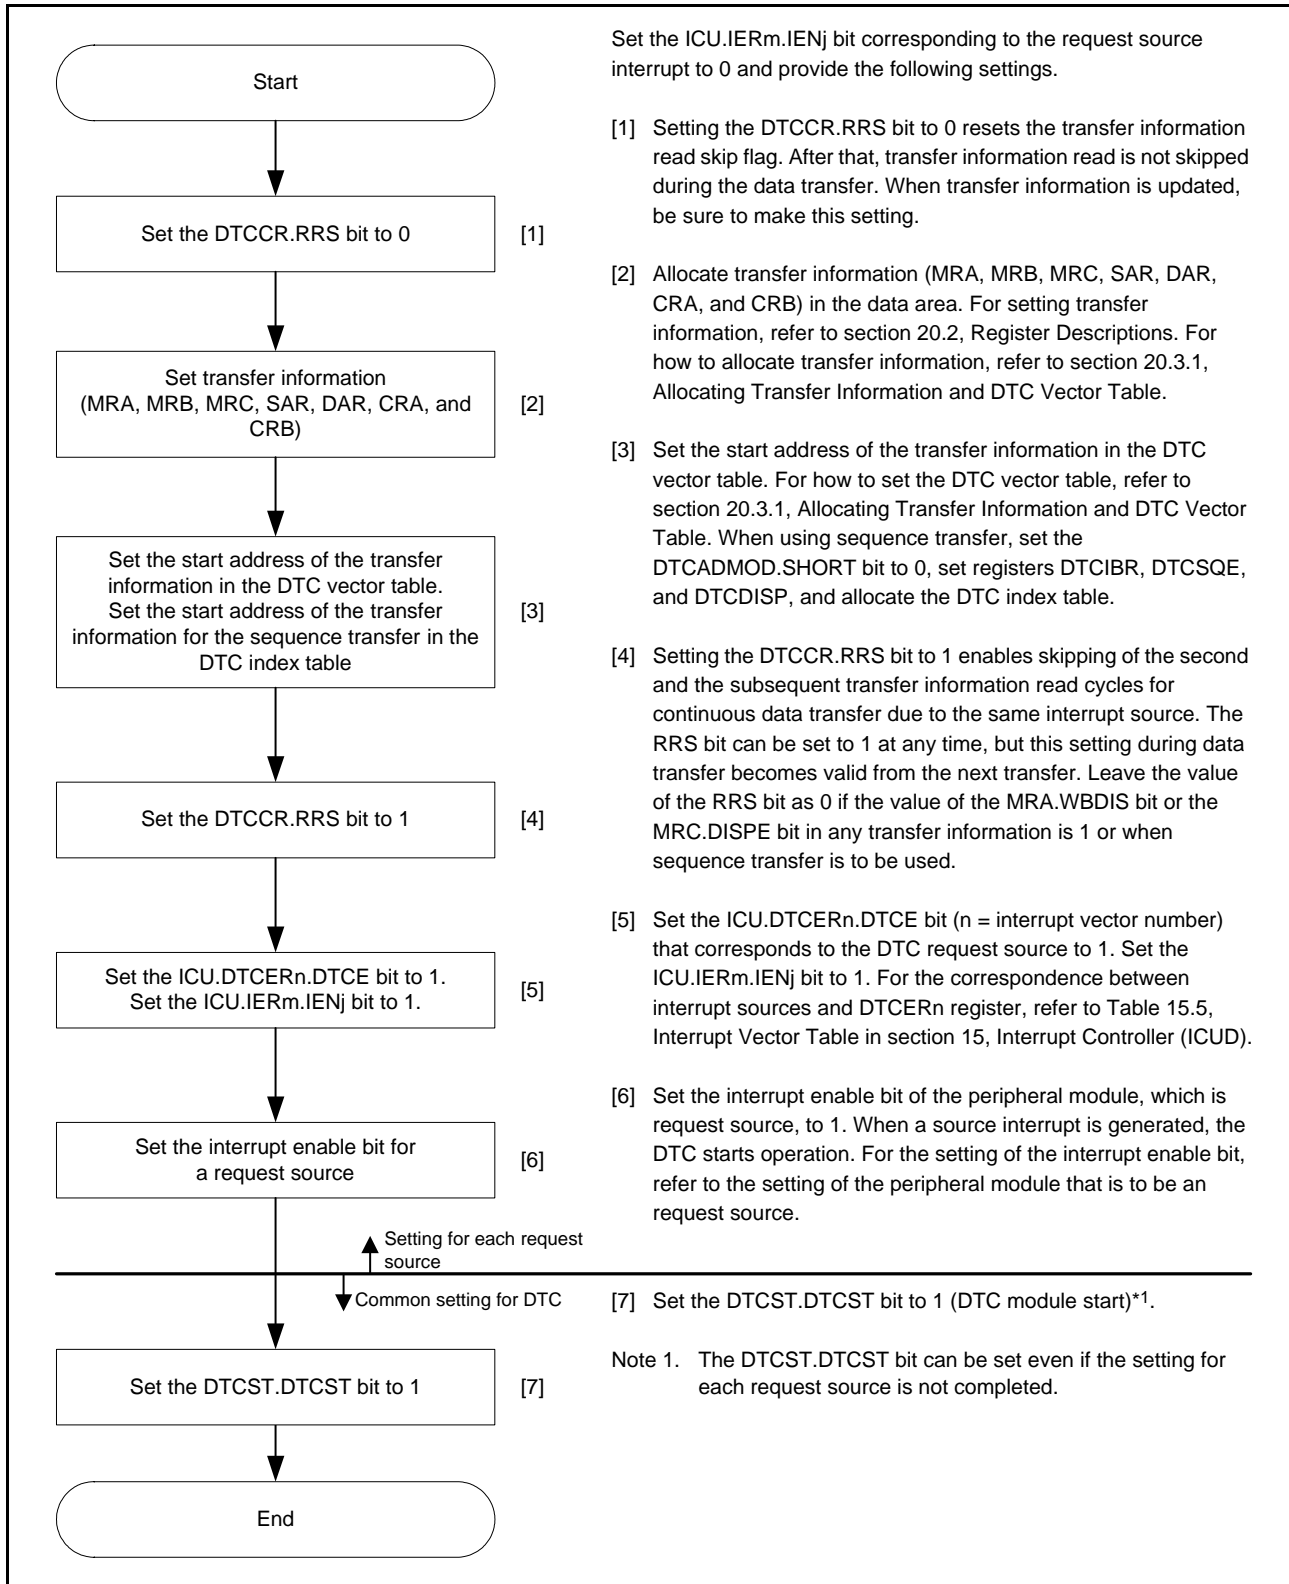 Start
Set the DTCCR.RRS bit to 0
[1]
Set transfer information
(MRA, MRB, MRC, SAR, DAR, CRA, and
CRB)
[2]
Set the start address of the transfer
information in the DTC vector table.
Set the start address of the transfer
information for the sequence transfer in the
DTC index table
[3]
Set the DTCCR.RRS bit to 1
[4]
Set the ICU.DTCERn.DTCE bit to 1.
Set the ICU.IERm.IENj bit to 1.
[5]
Set the interrupt enable bit for
a request source
[6]
Setting for each request
source
Common setting for DTC
Set the DTCST.DTCST bit to 1
[7]
End
Set the ICU.IERm.IENj bit corresponding to the request source
interrupt to 0 and provide the following settings.
[1] Setting the DTCCR.RRS bit to 0 resets the transfer information
read skip flag. After that, transfer information read is not skipped
during the data transfer. When transfer information is updated,
be sure to make this setting.
[2] Allocate transfer information (MRA, MRB, MRC, SAR, DAR,
CRA, and CRB) in the data area. For setting transfer
information, refer to section 20.2, Register Descriptions. For
how to allocate transfer information, refer to section 20.3.1,
Allocating Transfer Information and DTC Vector Table.
[3] Set the start address of the transfer information in the DTC
vector table. For how to set the DTC vector table, refer to
section 20.3.1, Allocating Transfer Information and DTC Vector
Table. When using sequence transfer, set the
DTCADMOD.SHORT bit to 0, set registers DTCIBR, DTCSQE,
and DTCDISP, and allocate the DTC index table.
[4] Setting the DTCCR.RRS bit to 1 enables skipping of the second
and the subsequent transfer information read cycles for
continuous data transfer due to the same interrupt source. The
RRS bit can be set to 1 at any time, but this setting during data
transfer becomes valid from the next transfer. Leave the value
of the RRS bit as 0 if the value of the MRA.WBDIS bit or the
MRC.DISPE bit in any transfer information is 1 or when
sequence transfer is to be used.
[5] Set the ICU.DTCERn.DTCE bit (n = interrupt vector number)
that corresponds to the DTC request source to 1. Set the
ICU.IERm.IENj bit to 1. For the correspondence between
interrupt sources and DTCERn register, refer to Table 15.5,
Interrupt Vector Table in section 15, Interrupt Controller (ICUD).
[6] Set the interrupt enable bit of the peripheral module, which is
request source, to 1. When a source interrupt is generated, the
DTC starts operation. For the setting of the interrupt enable bit,
refer to the setting of the peripheral module that is to be an
request source.
[7] Set the DTCST.DTCST bit to 1 (DTC module start)*1.
Note 1. The DTCST.DTCST bit can be set even if the setting for
each request source is not completed.